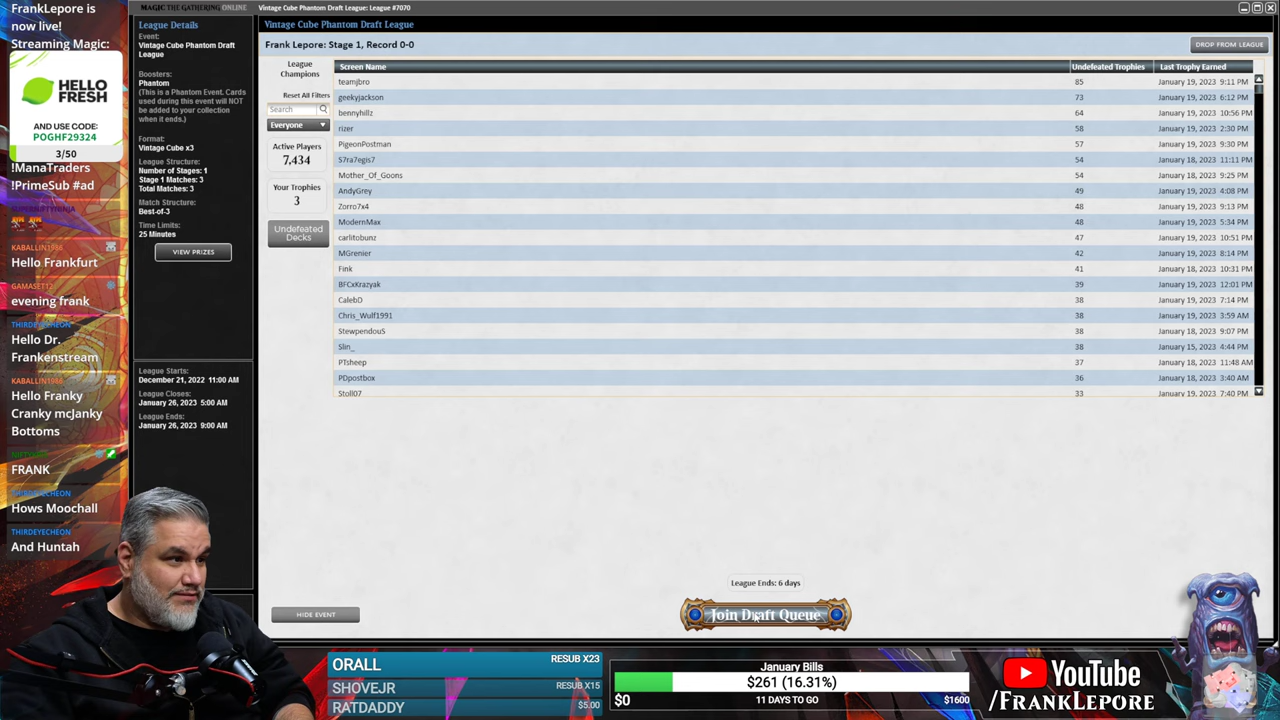 FrankLepore is
now live!
Streaming Magic:
HELLO
FRESH
AND USE CODE:
POGHF29324
3/50
!ManaTraders
!PrimeSub #ad
KABALLIN1986
Hello Frankfurt
GAMASET12
evening frank
THIRDEYECHEON
Hello Dr.
Frankenstream
KABALLIN1986
Hello Franky
Cranky mcJanky
Bottoms
FRANK
THIRDEYECHEON
Hows Moochall
THIRDEYECHEON
And Huntah
MAGIC: THE GATHERING ONLINE
Vintage Cube Phantom Draft League: League #7070
League Details
Event:
Vintage Cube Phantom Draft
League
Boosters:
Phantom
(This is a Phantom Event. Cards
used during this event will NOT
be added to your collection
when it ends.)
Format:
Vintage Cube x3
League Structure:
Number of Stages: 1
Stage 1 Matches: 3
Total Matches: 3
Match Structure:
Best-of-3
Time Limits:
25 Minutes
VIEW PRIZES
League Starts:
December 21, 2022 11:00 AM
League Closes:
January 26, 2023 5:00 AM
League Ends:
January 26, 2023 9:00 AM
Vintage Cube Phantom Draft League
Frank Lepore: Stage 1, Record 0-0
DROP FROM LEAGUE
League
Champions
Reset All Filters
Search
Everyone
Active Players
7,434
Your Trophies
3
Undefeated
Decks
Screen Name Undefeated Trophies Last Trophy Earned
teamjbro 85 January 19, 2023 9:11 PM
geekyjackson 73 January 19, 2023 6:12 PM
bennyhillz 64 January 19, 2023 10:56 PM
rizer 58 January 19, 2023 2:30 PM
PigeonPostman 57 January 19, 2023 9:30 PM
S7ra7egis7 54 January 18, 2023 11:11 PM
Mother_Of_Goons 54 January 18, 2023 9:25 PM
AndyGrey 49 January 19, 2023 4:08 PM
Zorro7x4 48 January 19, 2023 9:13 PM
ModernMax 48 January 19, 2023 5:34 PM
carlitobunz 47 January 19, 2023 10:51 PM
MGrenier 42 January 19, 2023 8:14 PM
Fink 41 January 18, 2023 10:31 PM
BFCxKrazyak 39 January 19, 2023 12:01 PM
CalebD 38 January 19, 2023 7:14 PM
Chris_Wulf1991 38 January 19, 2023 3:59 AM
StewpendouS 38 January 18, 2023 9:07 PM
Slin_ 38 January 15, 2023 4:44 PM
PTsheep 37 January 18, 2023 11:48 AM
PDpostbox 36 January 18, 2023 3:40 AM
Stoll07 33 January 19, 2023 7:40 PM
League Ends: 6 days
HIDE EVENT
Join Draft Queue
ORALL RESUB X23
SHOVEJR RESUB X15
RATDADDY $5.00
January Bills
$261 (16.31%)
$0 11 DAYS TO GO $1600
YouTube
/FRANKLEPORE